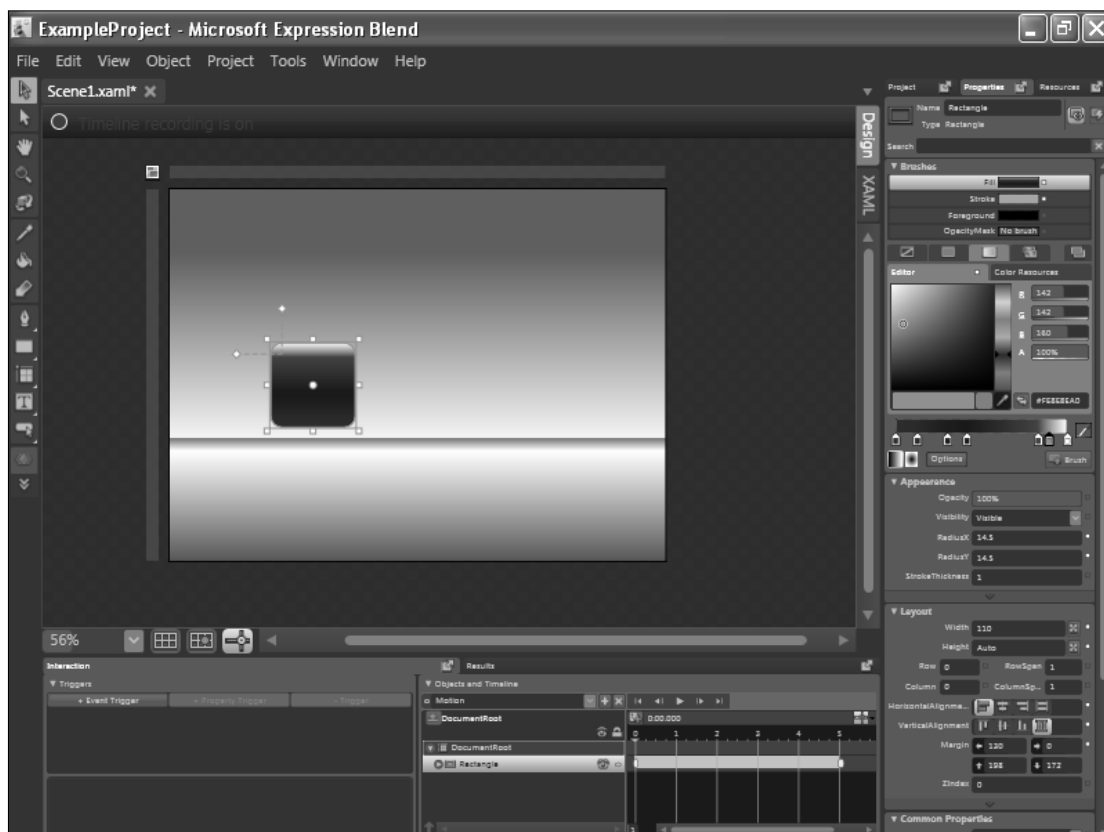 ExampleProject - Microsoft Expression Blend
File Edit View Object Project Tools Window Help
Scene1.xaml*
Timeline recording is on
Design
XAML
Project Properties Resources
Name Rectangle
Type Rectangle
Search
Brushes
Fill
Stroke
Foreground
OpacityMask No brush
Editor Color Resources
R 142
G 142
B 160
A 100%
Options Brush
Appearance
Opacity 100%
Visibility Visible
RadiusX 14.5
RadiusY 14.5
StrokeThickness 1
Layout
Width 110
Height Auto
Row 0 RowSpan 1
Column 0 ColumnSp... 1
HorizontalAlignme...
VerticalAlignment
Margin 130 0
198 172
ZIndex 0
Common Properties
56%
Interaction Results
Triggers
+ Event Trigger + Property Trigger - Trigger
Objects and Timeline
Motion
DocumentRoot 0:00.000
0 1 2 3 4 5
DocumentRoot
Rectangle